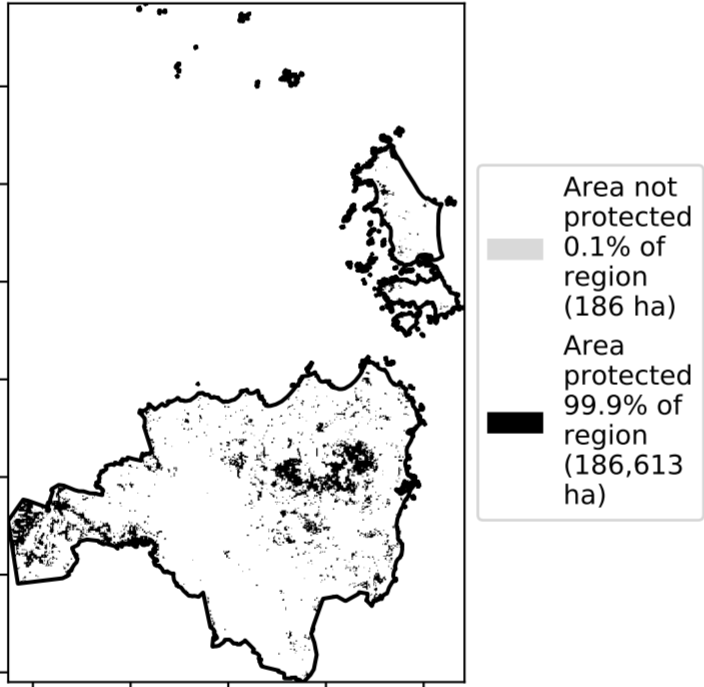 Area not
protected
0.1% of
region
(186 ha)
Area
protected
99.9% of
region
(186,613
ha)